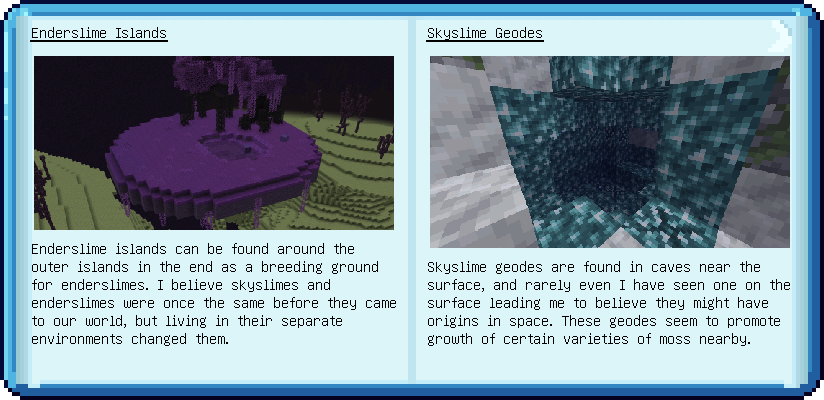 Enderslime Islands
Enderslime islands can be found around the
outer islands in the end as a breeding ground
for enderslimes. I believe skyslimes and
enderslimes were once the same before they came
to our world, but living in their separate
environments changed them.
Skyslime Geodes
Skyslime geodes are found in caves near the
surface, and rarely even I have seen one on the
surface leading me to believe they might have
origins in space. These geodes seem to promote
growth of certain varieties of moss nearby.